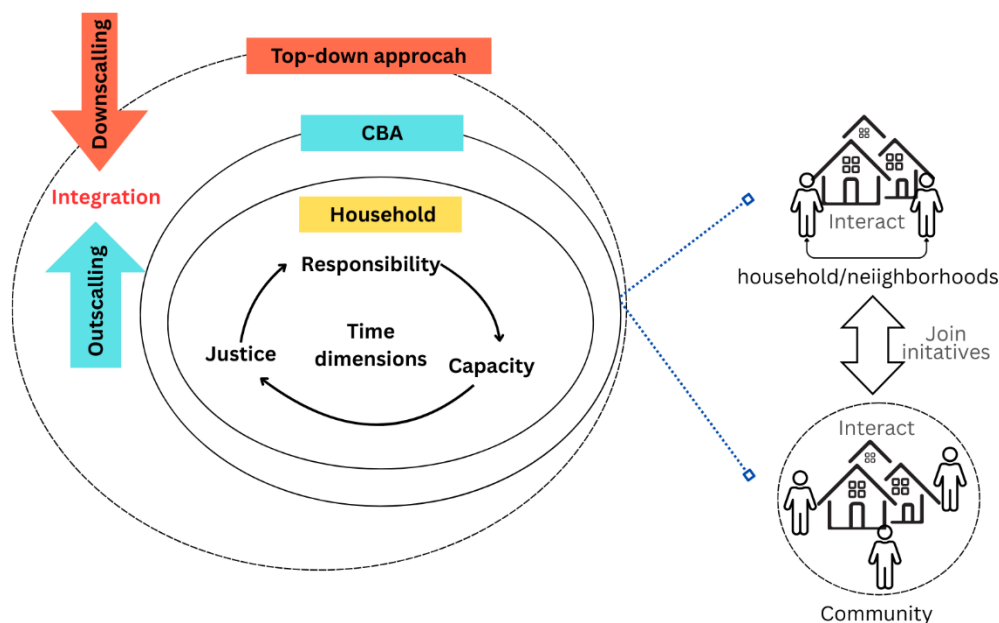 Downscalling
Top-down approcah
CBA
Integration
Household
Outscalling
Responsibility
Time
dimensions
Justice
Capacity
Interact
household/neiighborhoods
Join
initatives
Interact
Community